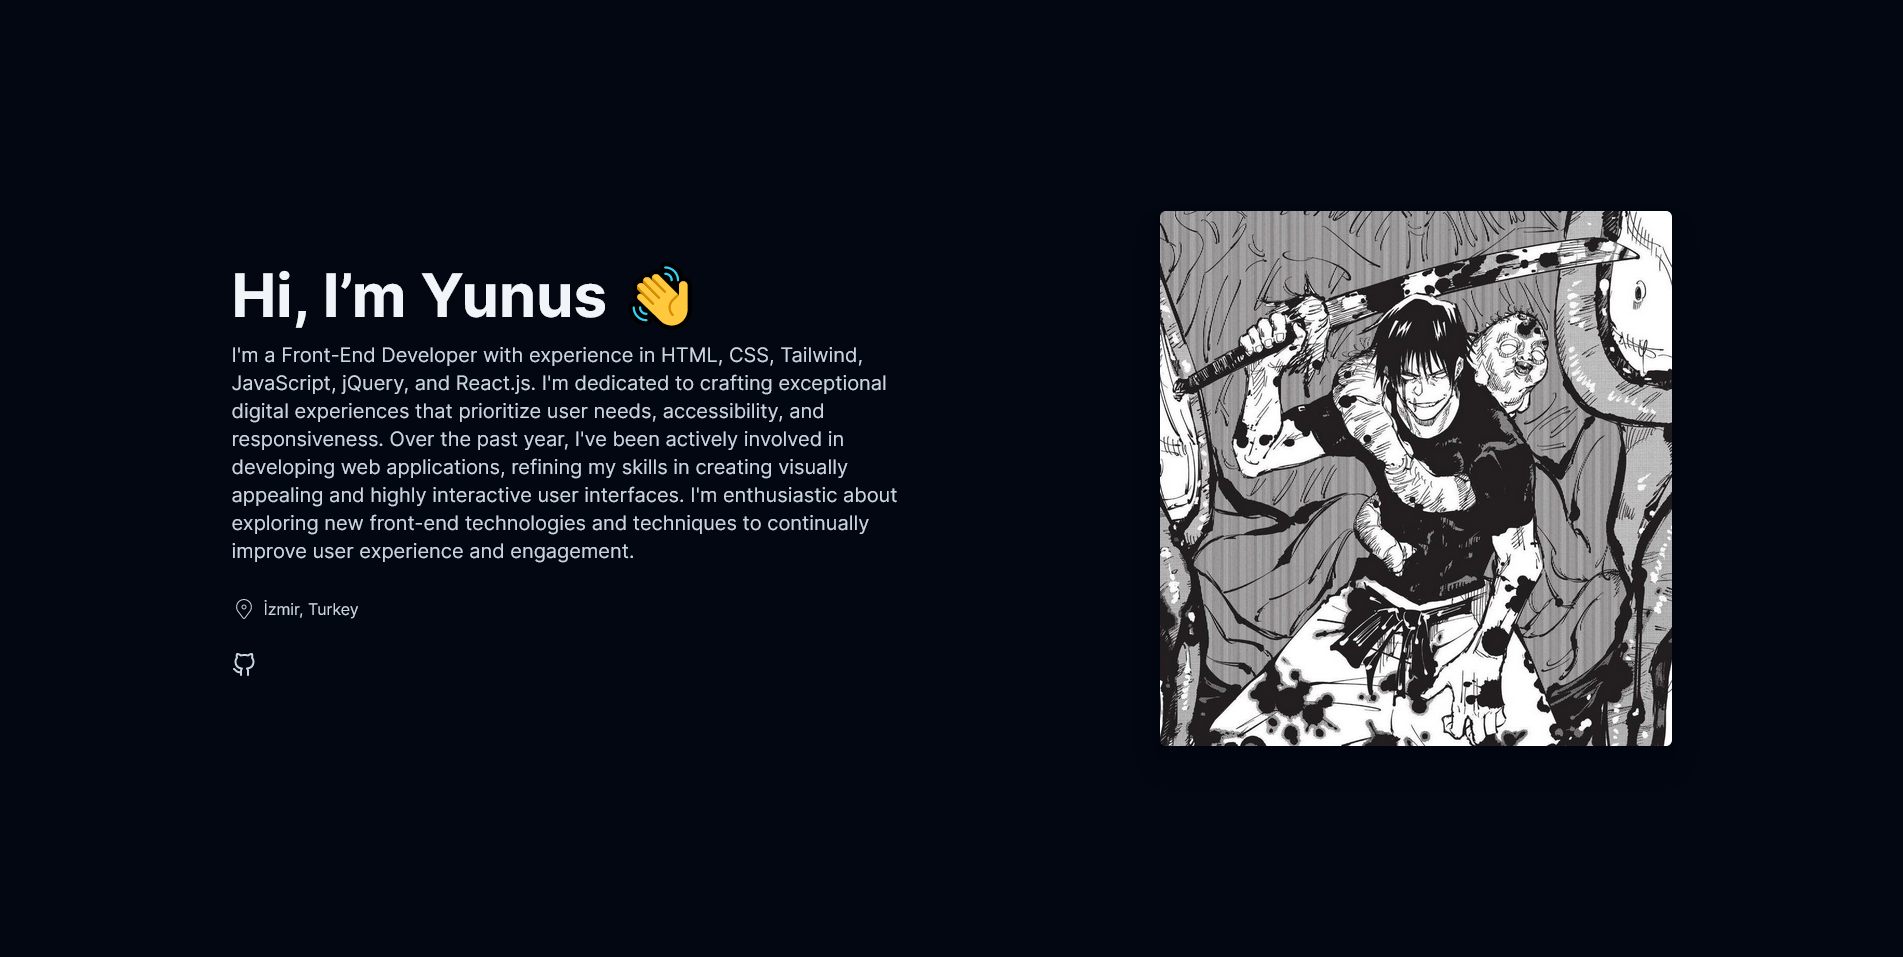 Hi, I’m Yunus 👋
I'm a Front-End Developer with experience in HTML, CSS, Tailwind,
JavaScript, jQuery, and React.js. I'm dedicated to crafting exceptional
digital experiences that prioritize user needs, accessibility, and
responsiveness. Over the past year, I've been actively involved in
developing web applications, refining my skills in creating visually
appealing and highly interactive user interfaces. I'm enthusiastic about
exploring new front-end technologies and techniques to continually
improve user experience and engagement.
İzmir, Turkey